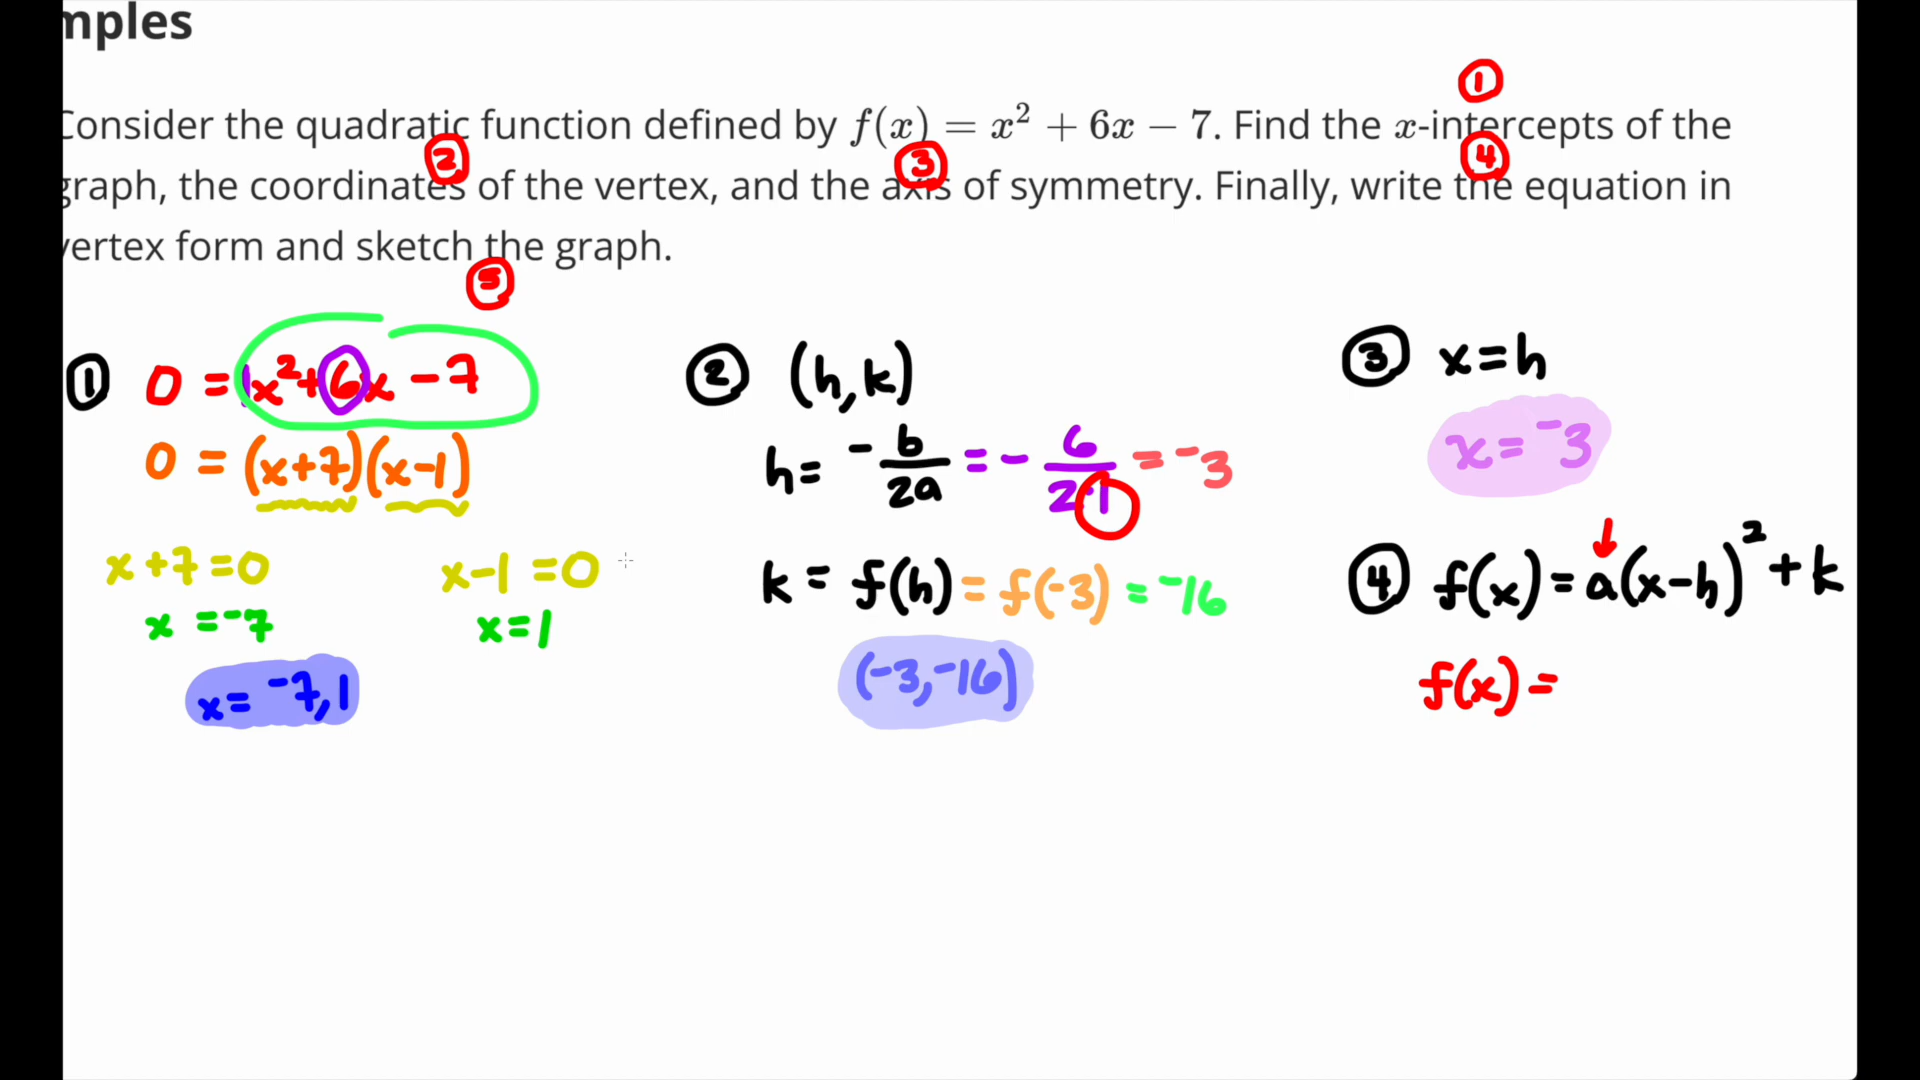 mples
①
Consider the quadratic function defined by f(x) = x² + 6x − 7. Find the x-intercepts of the
② ③ ④
graph, the coordinates of the vertex, and the axis of symmetry. Finally, write the equation in
vertex form and sketch the graph.
⑤
① 0 = 1x² + 6x − 7
0 = (x+7)(x−1)
x+7=0 x−1=0
x = -7 x=1
x= -7, 1
② (h,k)
h= -b/2a = -6/2·1 = -3
k = f(h) = f(-3) = -16
(-3, -16)
③ x=h
x= -3
④ f(x) = a(x−h)² + k
f(x) =